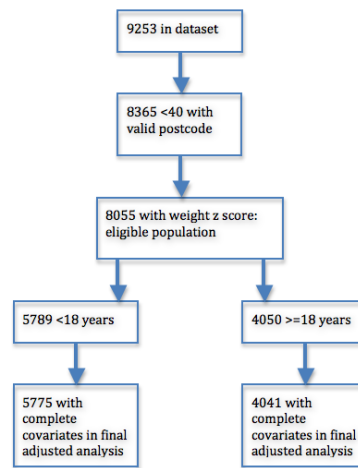 9253 in dataset
8365 <40 with
valid postcode
8055 with weight z score:
eligible population
5789 <18 years
4050 >=18 years
5775 with
complete
covariates in final
adjusted analysis
4041 with
complete
covariates in final
adjusted analysis